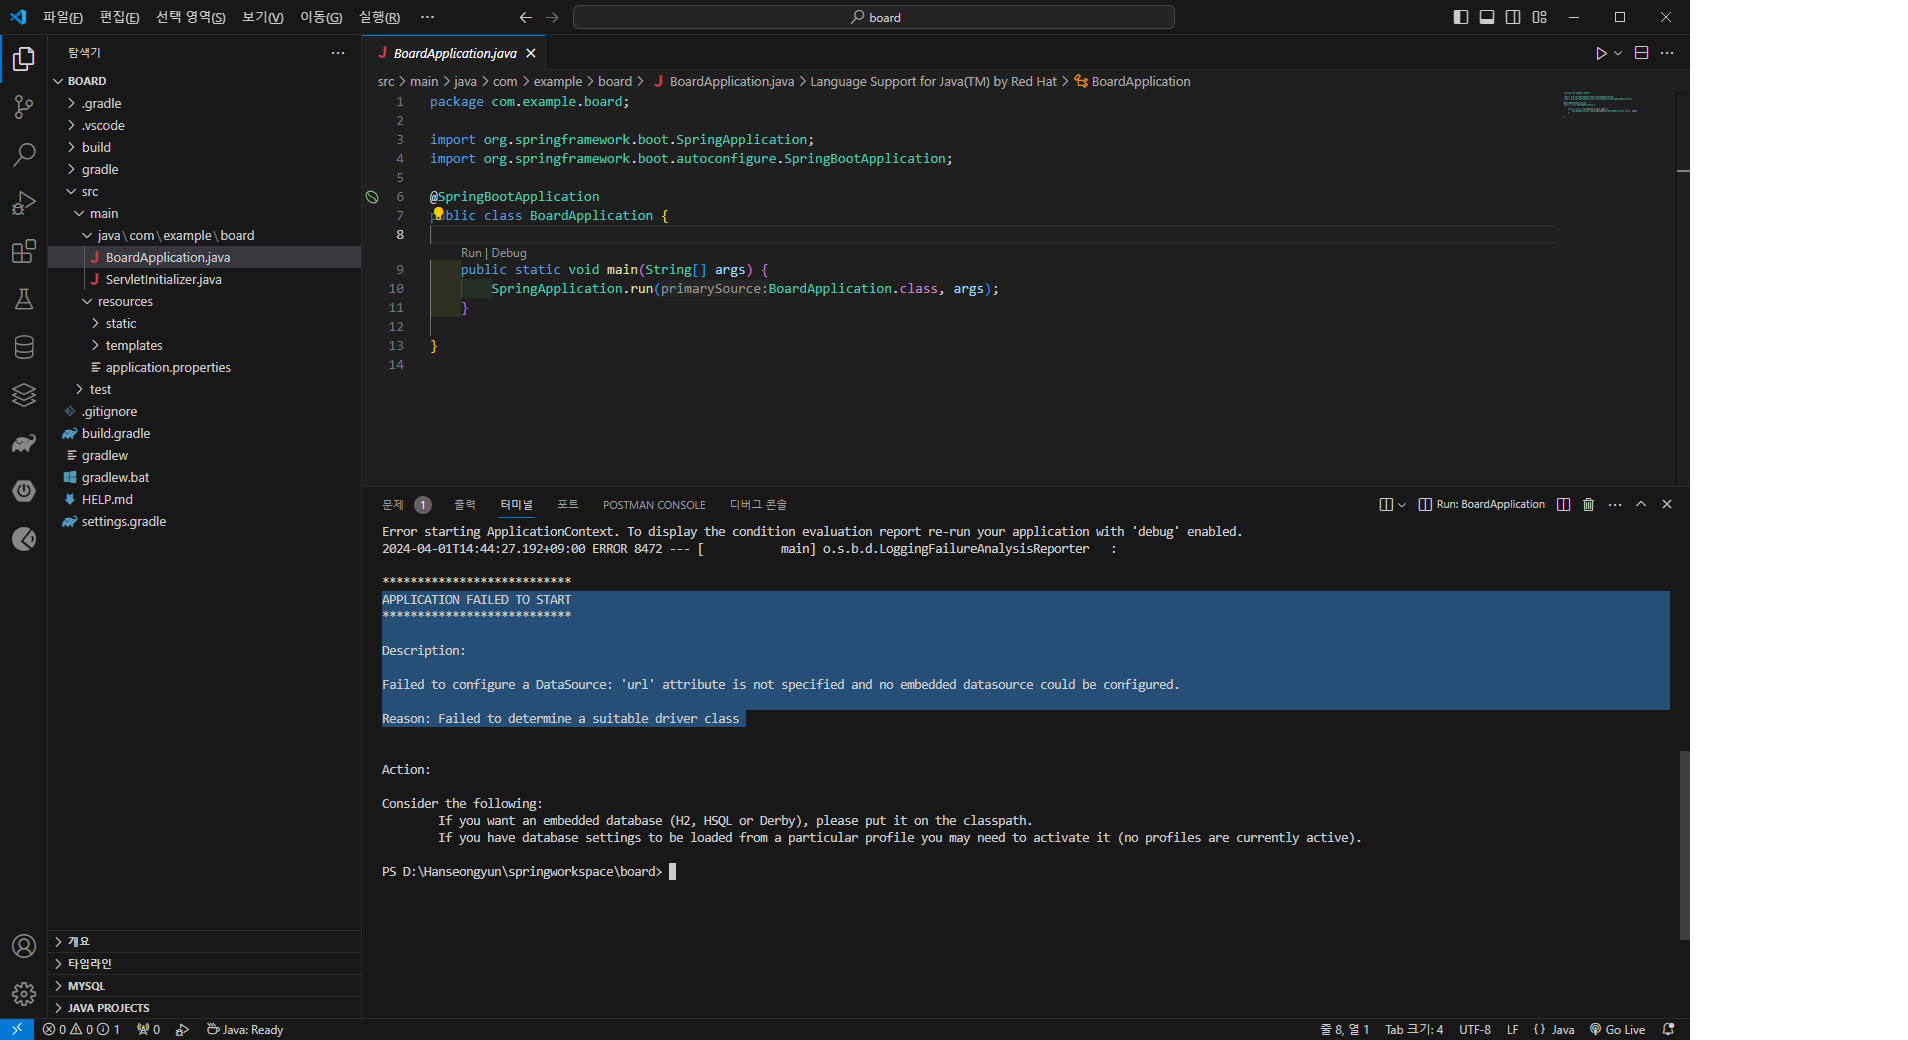 파일(F) 편집(E) 선택 영역(S) 보기(V) 이동(G) 실행(R) ··· board
탐색기 ···
BOARD
.gradle
.vscode
build
gradle
src
main
java\com\example\board
BoardApplication.java
ServletInitializer.java
resources
static
templates
application.properties
test
.gitignore
build.gradle
gradlew
gradlew.bat
HELP.md
settings.gradle
개요
타임라인
MYSQL
JAVA PROJECTS
J BoardApplication.java
src > main > java > com > example > board > J BoardApplication.java > Language Support for Java(TM) by Red Hat > BoardApplication
1 package com.example.board;
2
3 import org.springframework.boot.SpringApplication;
4 import org.springframework.boot.autoconfigure.SpringBootApplication;
5
6 @SpringBootApplication
7 public class BoardApplication {
8
Run | Debug
9 public static void main(String[] args) {
10 SpringApplication.run(primarySource:BoardApplication.class, args);
11 }
12
13 }
14
문제 1 출력 터미널 포트 POSTMAN CONSOLE 디버그 콘솔 Run: BoardApplication
Error starting ApplicationContext. To display the condition evaluation report re-run your application with 'debug' enabled.
2024-04-01T14:44:27.192+09:00 ERROR 8472 --- [           main] o.s.b.d.LoggingFailureAnalysisReporter   :
***************************
APPLICATION FAILED TO START
***************************
Description:
Failed to configure a DataSource: 'url' attribute is not specified and no embedded datasource could be configured.
Reason: Failed to determine a suitable driver class
Action:
Consider the following:
If you want an embedded database (H2, HSQL or Derby), please put it on the classpath.
If you have database settings to be loaded from a particular profile you may need to activate it (no profiles are currently active).
PS D:\Hanseongyun\springworkspace\board>
0 0 1 0 Java: Ready 줄 8, 열 1 Tab 크기: 4 UTF-8 LF {} Java Go Live